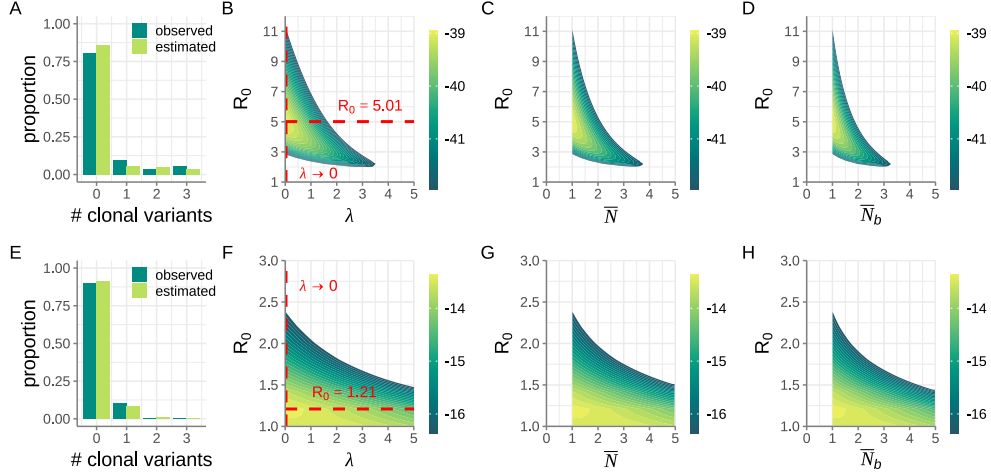 A
1.00
0.75
0.50
0.25
0.00
proportion
observed
estimated
0 1 2 3
# clonal variants
B
11
9
7
5
3
1
R0
R0 = 5.01
λ → 0
0 1 2 3 4 5
λ
-39
-40
-41
C
11
9
7
5
3
1
R0
0 1 2 3 4 5
N̅
-39
-40
-41
D
11
9
7
5
3
1
R0
0 1 2 3 4 5
N̅b
-39
-40
-41
E
1.00
0.75
0.50
0.25
0.00
proportion
observed
estimated
0 1 2 3
# clonal variants
F
3.0
2.5
2.0
1.5
1.0
R0
λ → 0
R0 = 1.21
0 1 2 3 4 5
λ
-14
-15
-16
G
3.0
2.5
2.0
1.5
1.0
R0
0 1 2 3 4 5
N̅
-14
-15
-16
H
3.0
2.5
2.0
1.5
1.0
R0
0 1 2 3 4 5
N̅b
-14
-15
-16